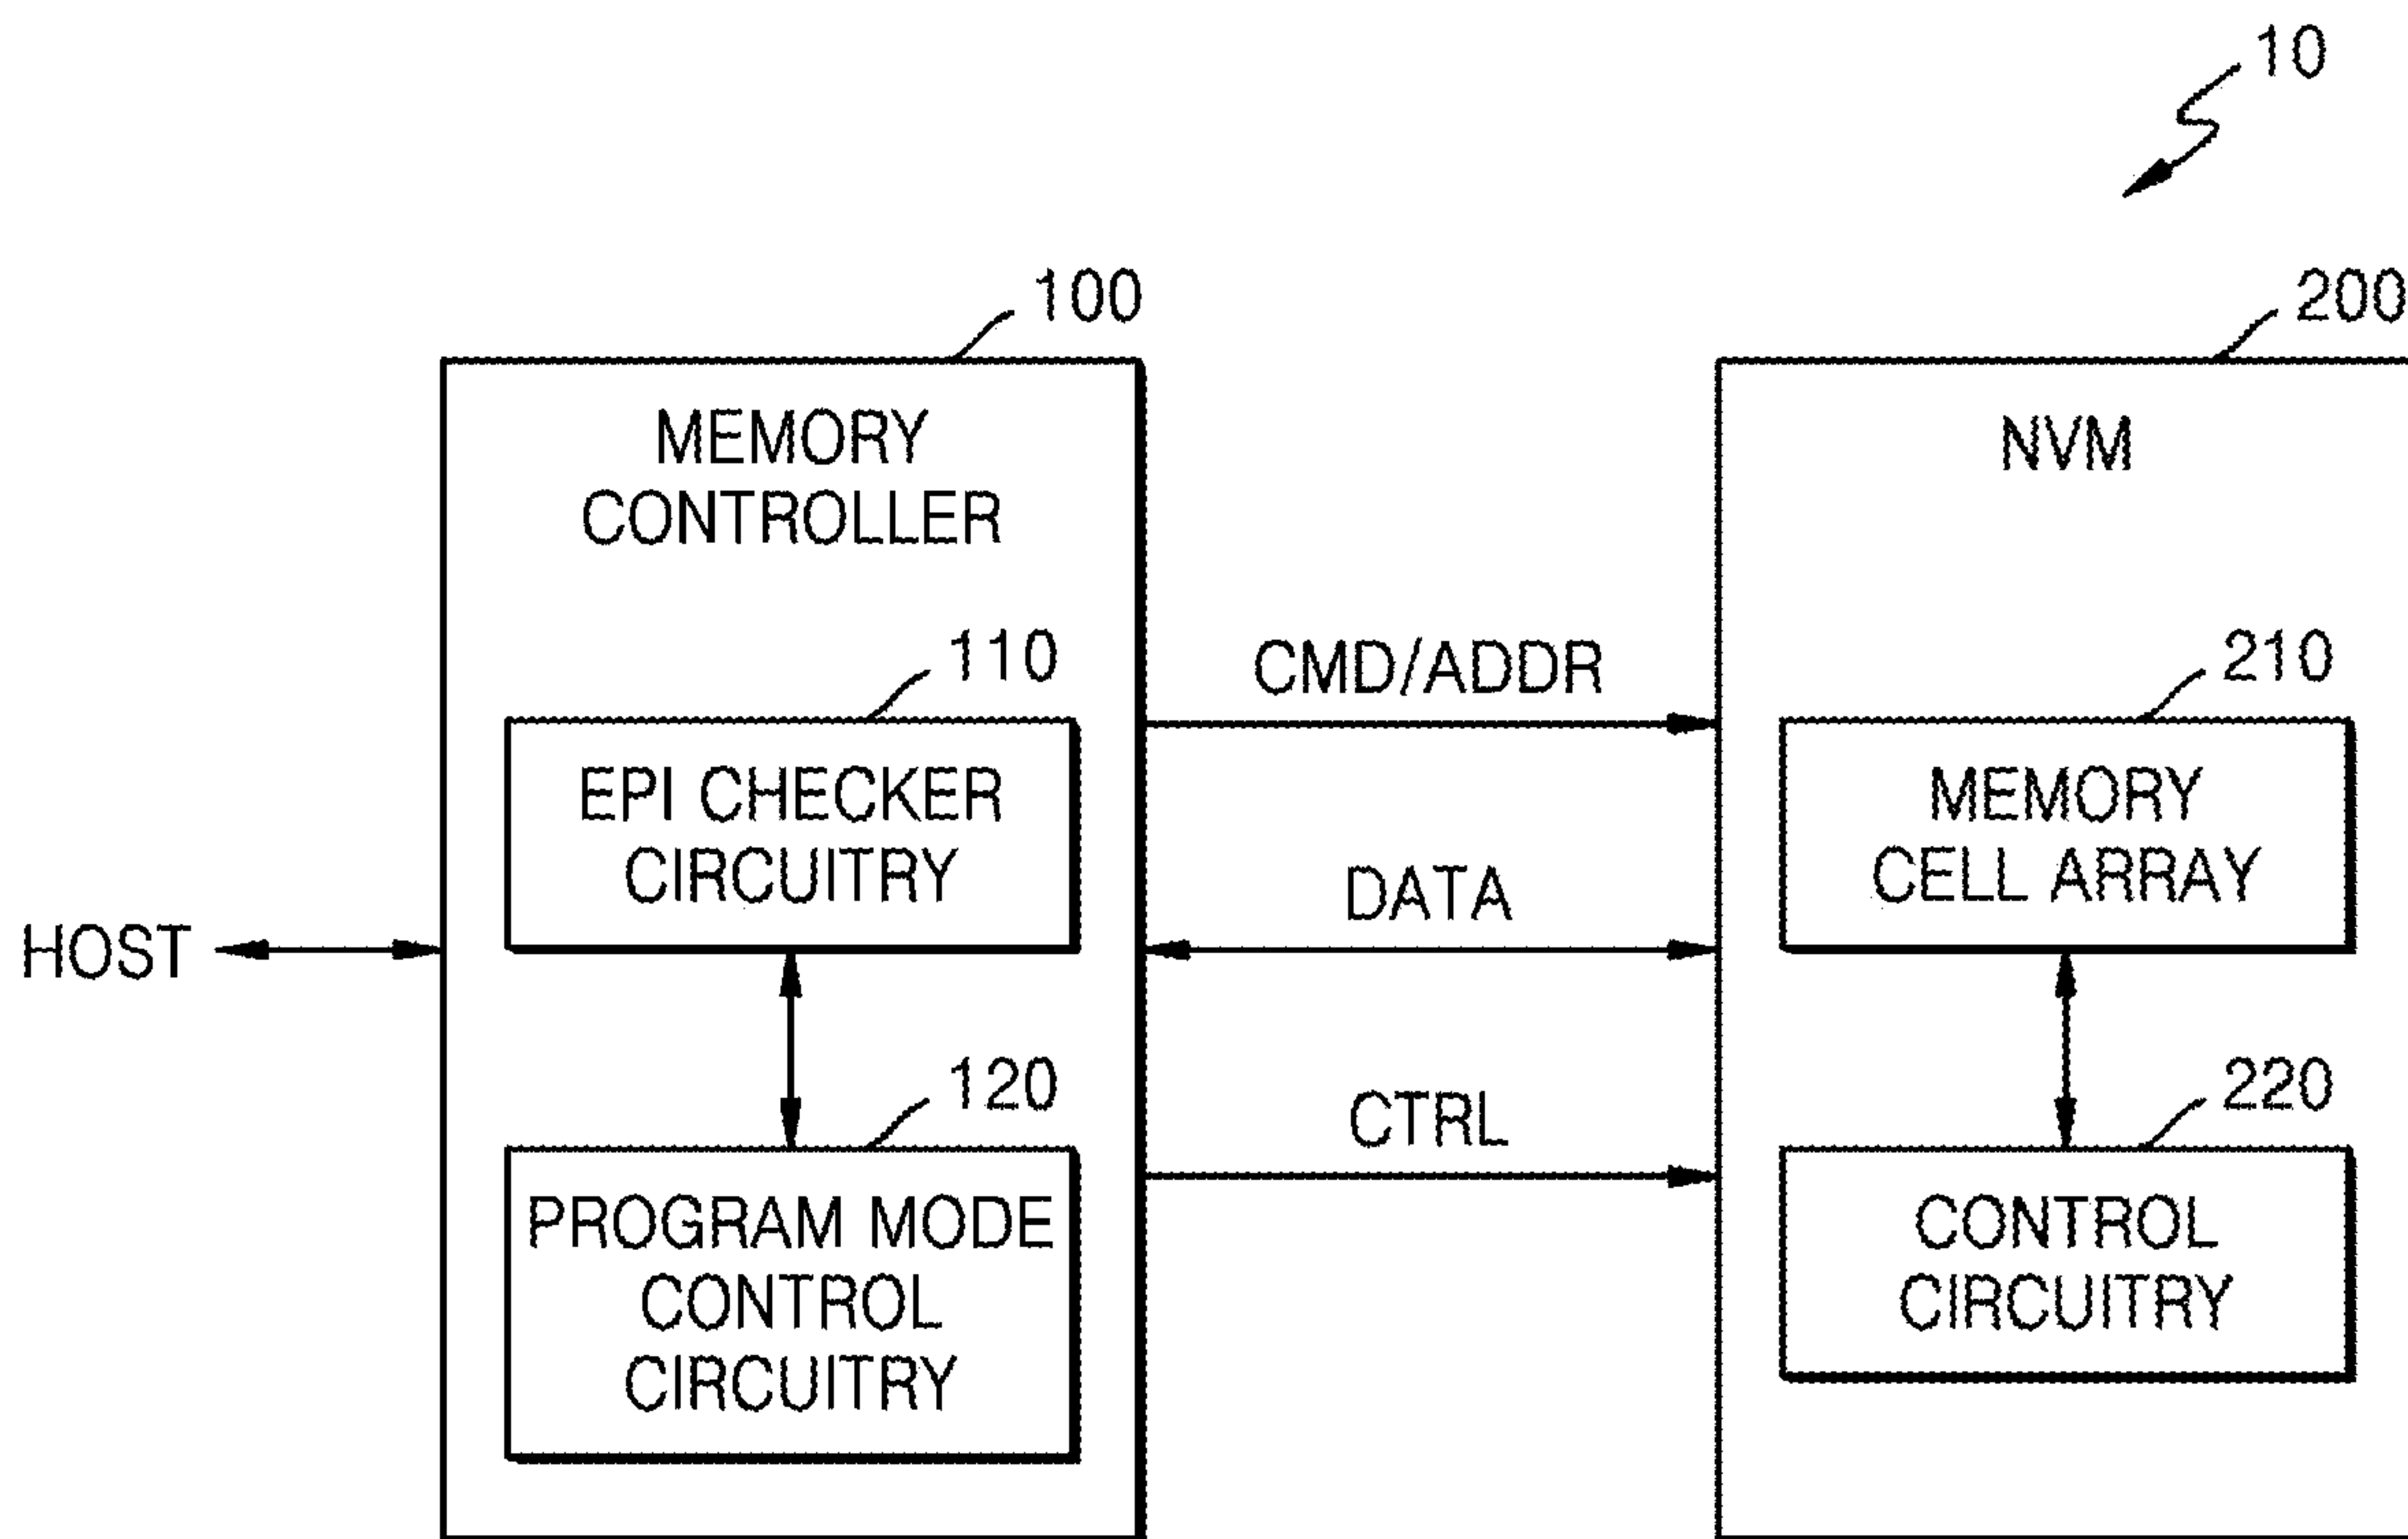 10
100
MEMORY
CONTROLLER
110
EPI CHECKER
CIRCUITRY
HOST
120
PROGRAM MODE
CONTROL
CIRCUITRY
CMD/ADDR
DATA
CTRL
200
NVM
210
MEMORY
CELL ARRAY
220
CONTROL
CIRCUITRY